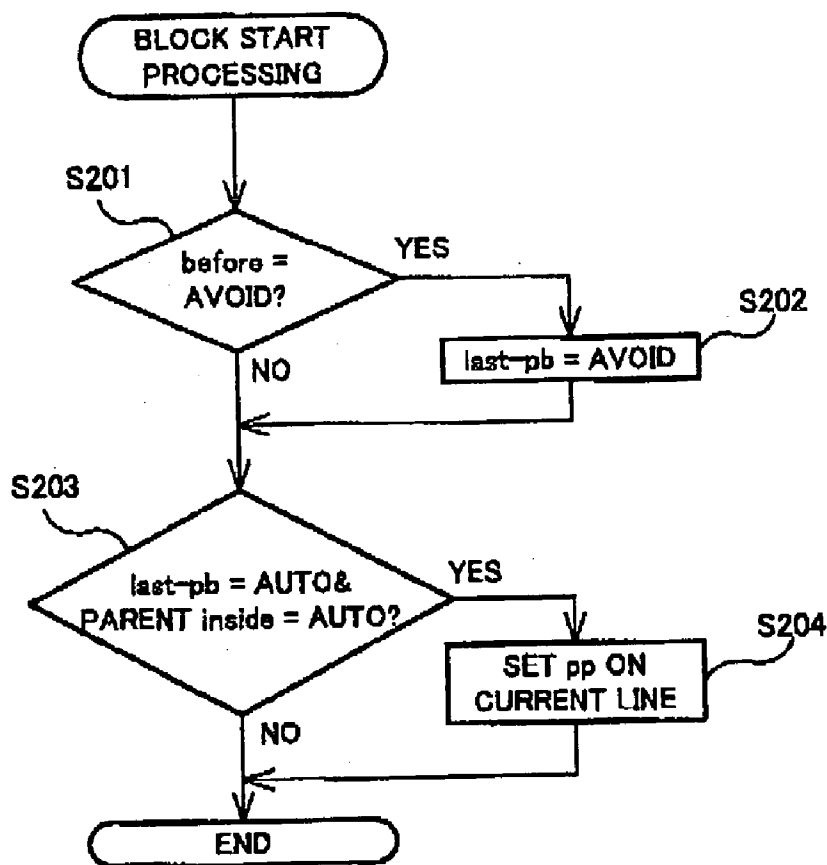 BLOCK START
PROCESSING
S201
before =
AVOID?
YES
S202
last-pb = AVOID
NO
S203
last-pb = AUTO&
PARENT inside = AUTO?
YES
S204
SET pp ON
CURRENT LINE
NO
END